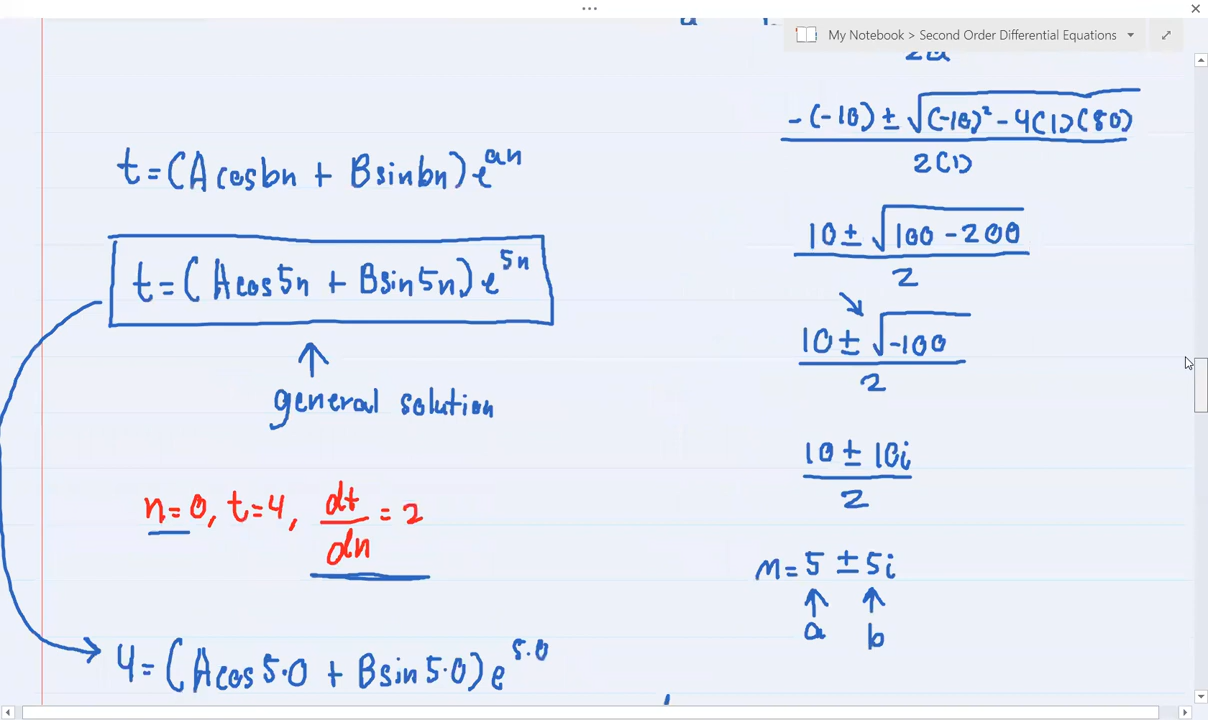 My Notebook > Second Order Differential Equations
2a
-(-10) ± √(-10)² - 4(1)(50)
2(1)
t = (A cos bn + B sin bn) e^an
10 ± √100 - 200
2
t = (A cos 5n + B sin 5n) e^5n
10 ± √-100
2
general solution
10 ± 10i
2
n = 0, t = 4, dt/dn = 2
m = 5 ± 5i
a b
4 = (A cos 5·0 + B sin 5·0) e^5·0